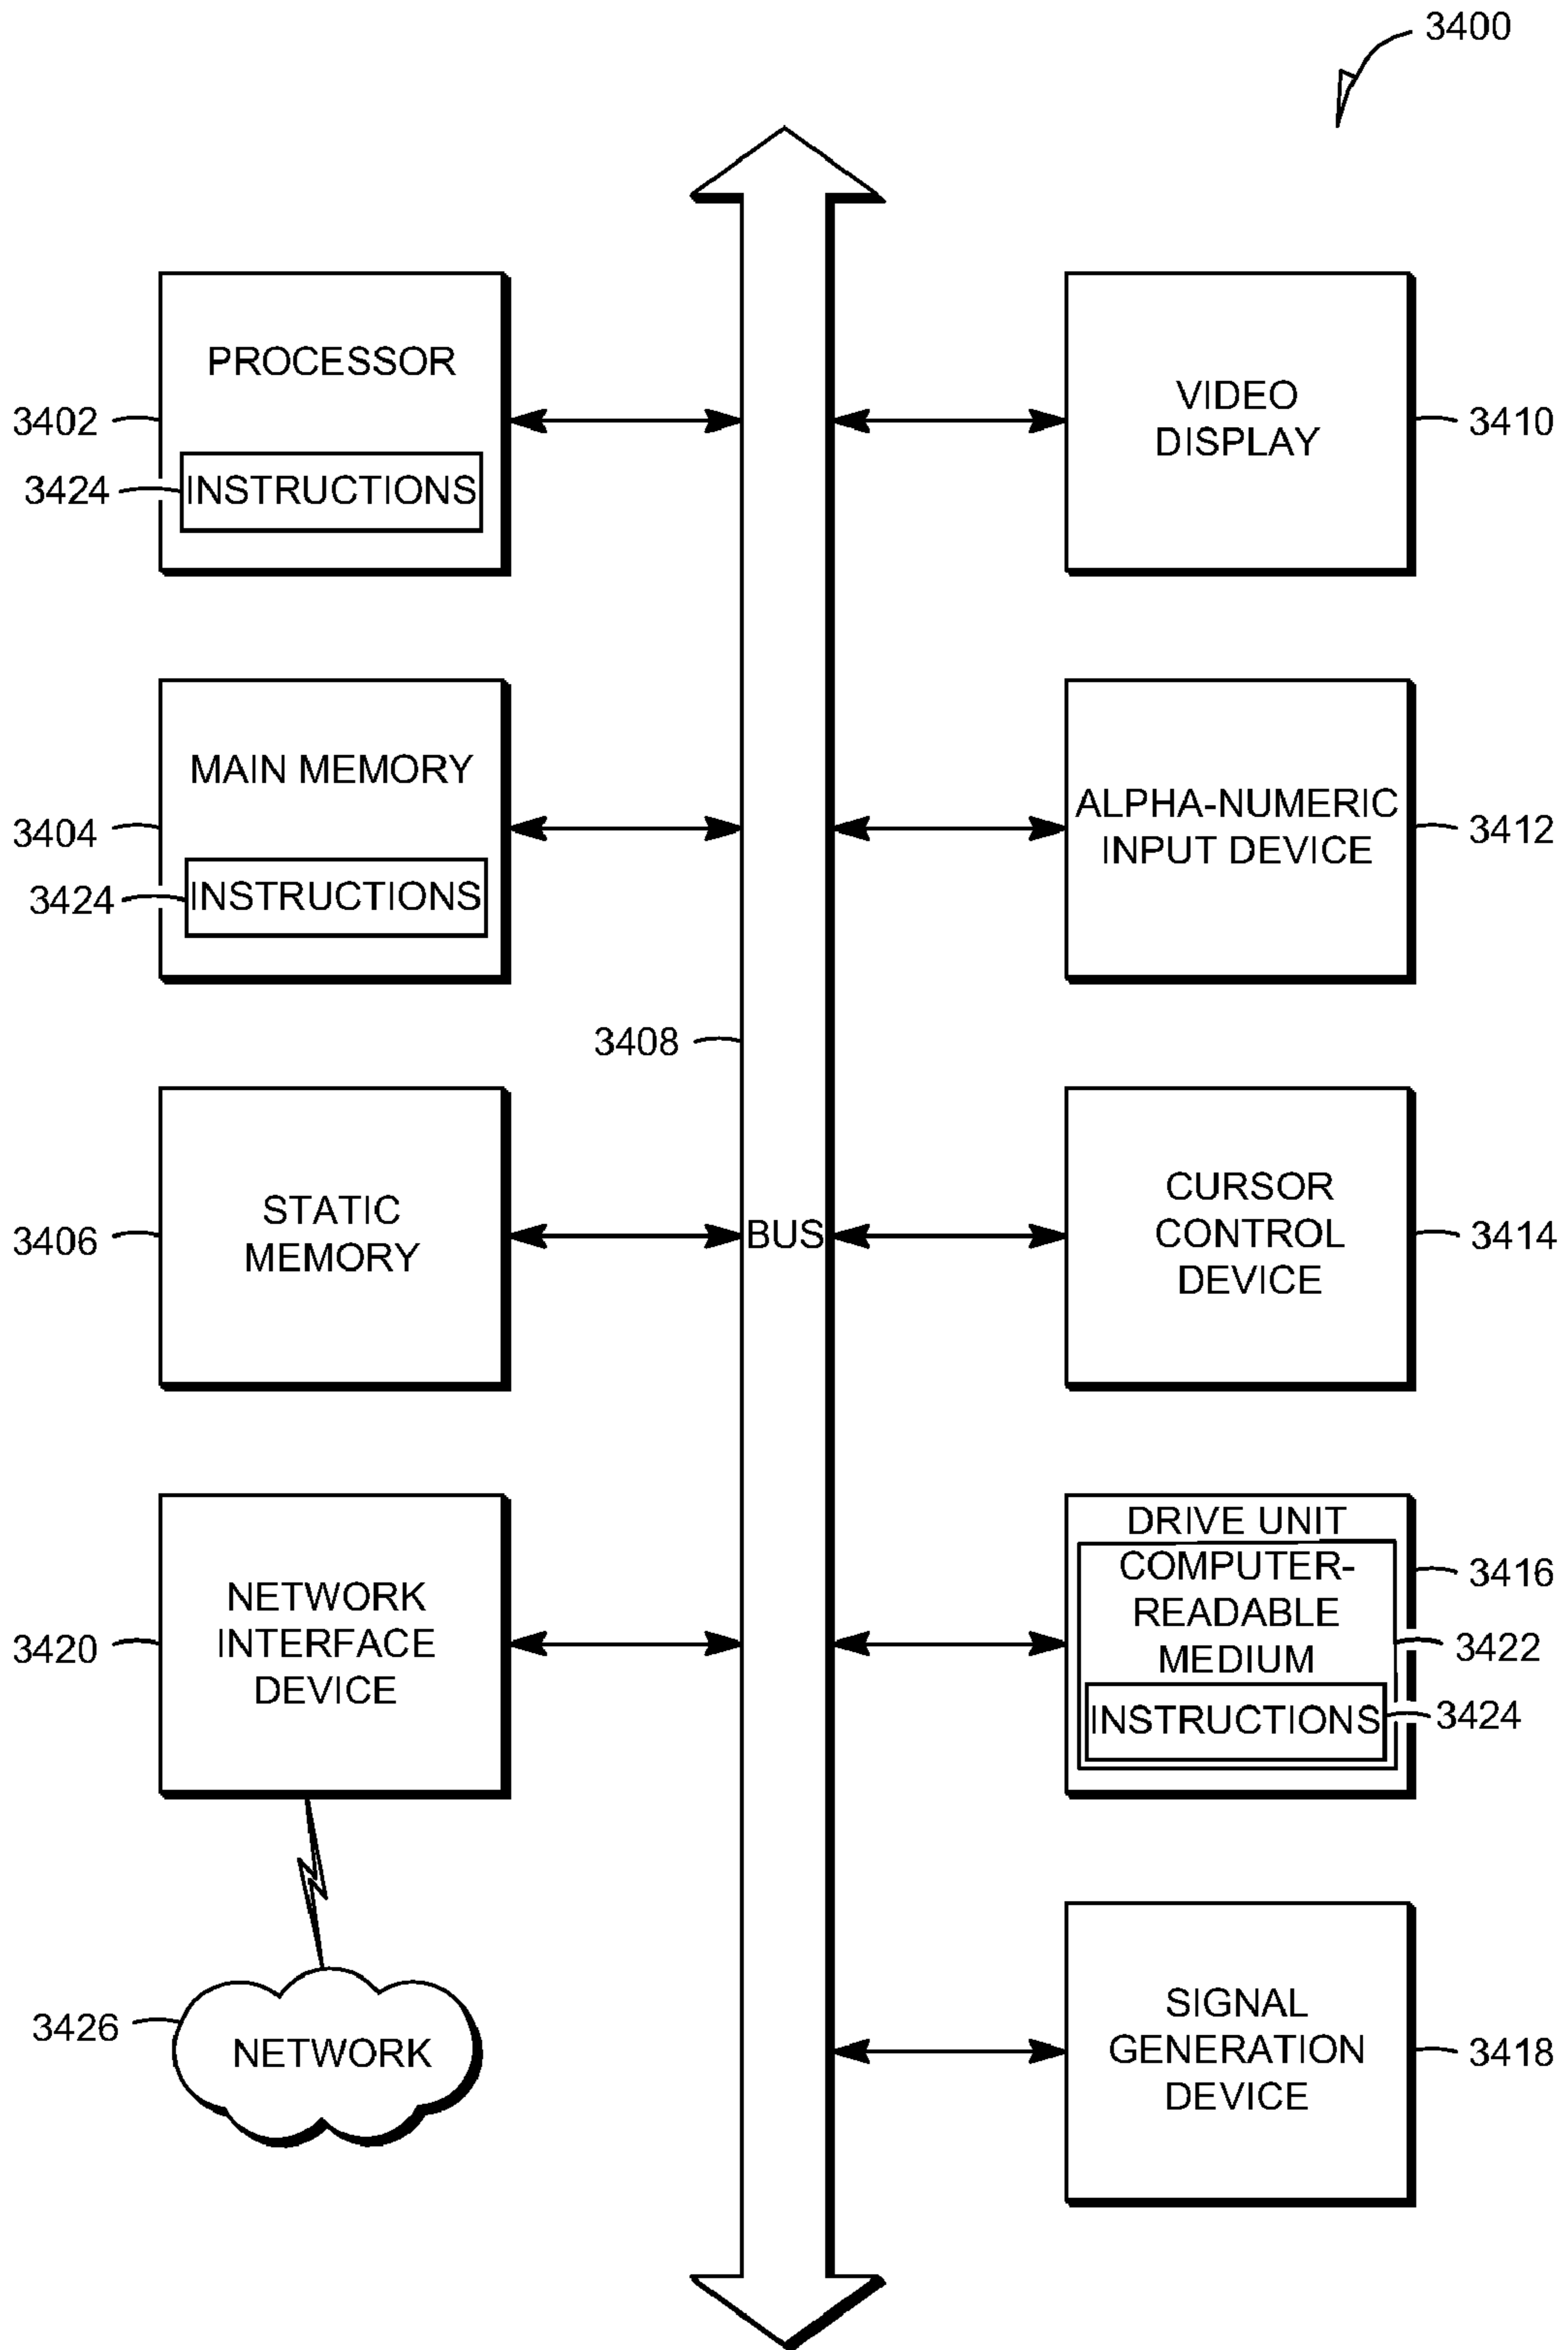 3400
PROCESSOR
3402
3424
INSTRUCTIONS
VIDEO
DISPLAY
3410
MAIN MEMORY
3404
3424
INSTRUCTIONS
ALPHA-NUMERIC
INPUT DEVICE
3412
3408
STATIC
MEMORY
3406
BUS
CURSOR
CONTROL
DEVICE
3414
NETWORK
INTERFACE
DEVICE
3420
DRIVE UNIT
3416
COMPUTER-
READABLE
MEDIUM
3422
INSTRUCTIONS
3424
3426
NETWORK
SIGNAL
GENERATION
DEVICE
3418